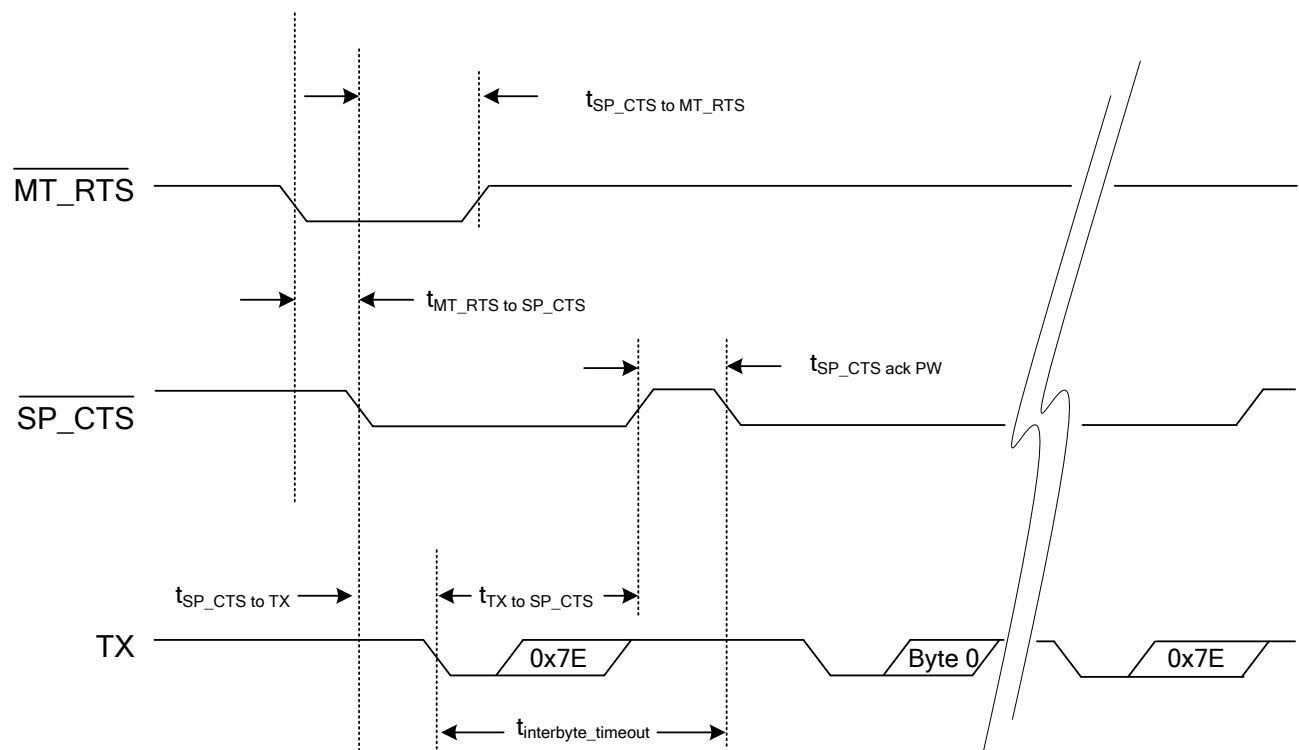 tSP_CTS to MT_RTS
MT_RTS
tMT_RTS to SP_CTS
tSP_CTS ack PW
SP_CTS
tSP_CTS to TX
tTX to SP_CTS
TX
0x7E
Byte 0
0x7E
tinterbyte_timeout